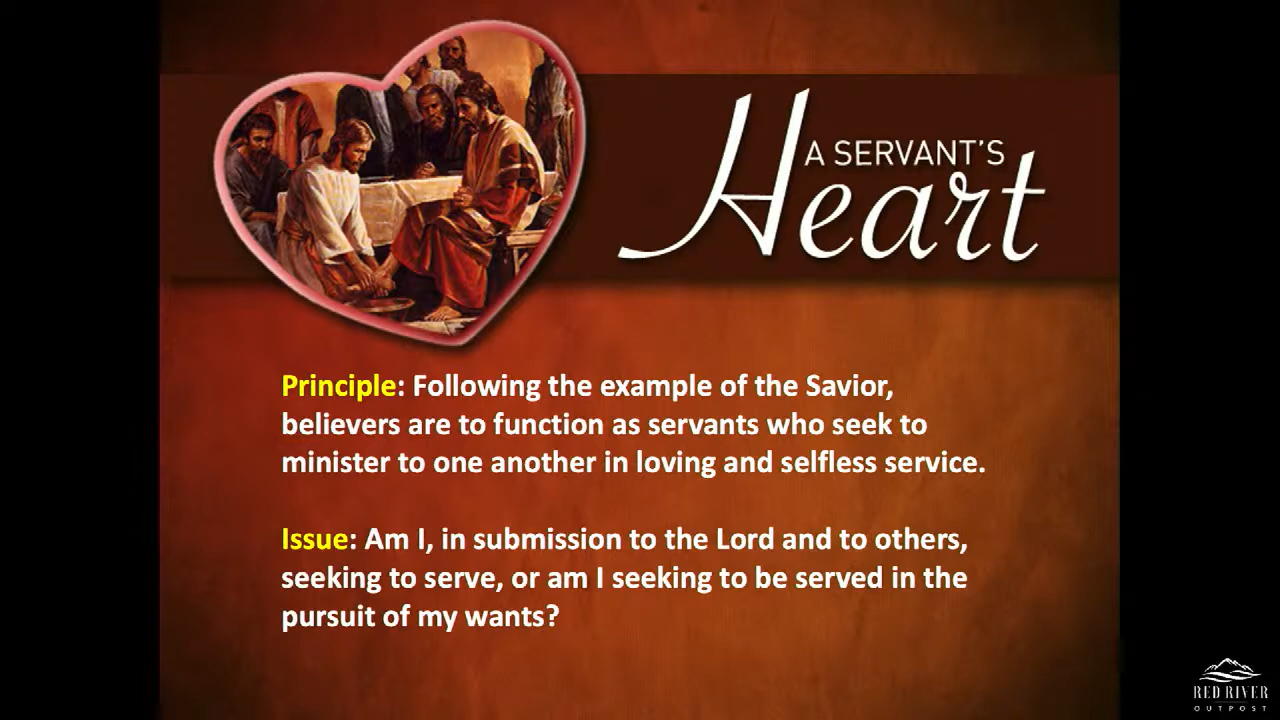 A SERVANT'S
Heart
Principle: Following the example of the Savior,
believers are to function as servants who seek to
minister to one another in loving and selfless service.
Issue: Am I, in submission to the Lord and to others,
seeking to serve, or am I seeking to be served in the
pursuit of my wants?
RED RIVER
OUTPOST